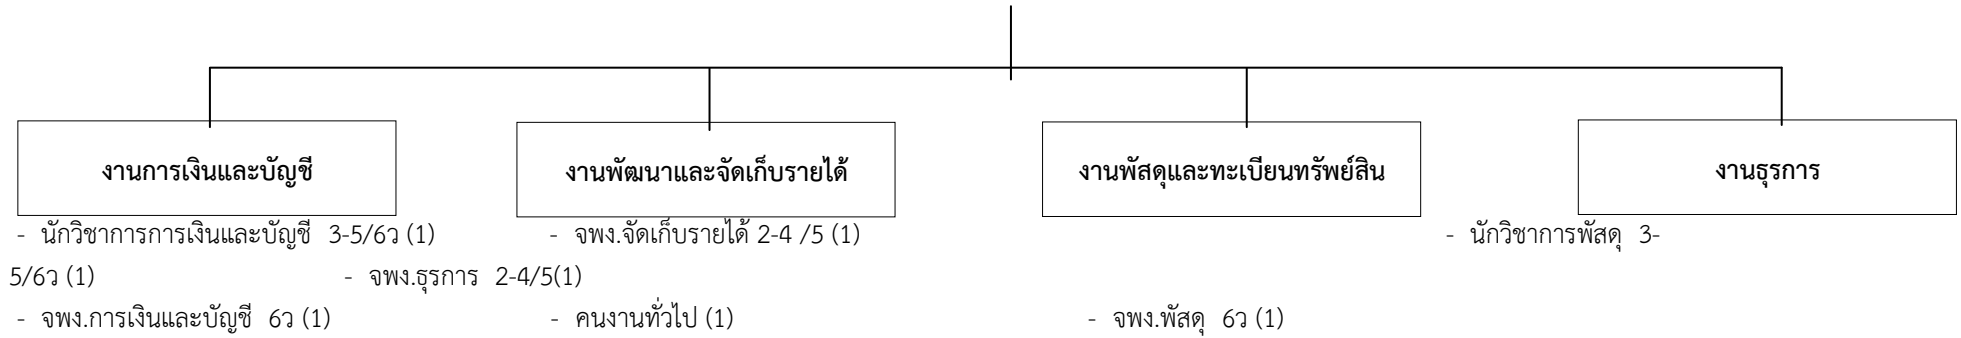 งานการเงินและบัญชี งานพัฒนาและจัดเก็บรายได้ งานพัสดุและทะเบียนทรัพย์สิน งานธุรการ
- นักวิชาการการเงินและบัญชี 3-5/6ว (1) - จพง.จัดเก็บรายได้ 2-4 /5 (1) - นักวิชาการพัสดุ 3-
5/6ว (1) - จพง.ธุรการ 2-4/5(1)
- จพง.การเงินและบัญชี 6ว (1) - คนงานทั่วไป (1) - จพง.พัสดุ 6ว (1)